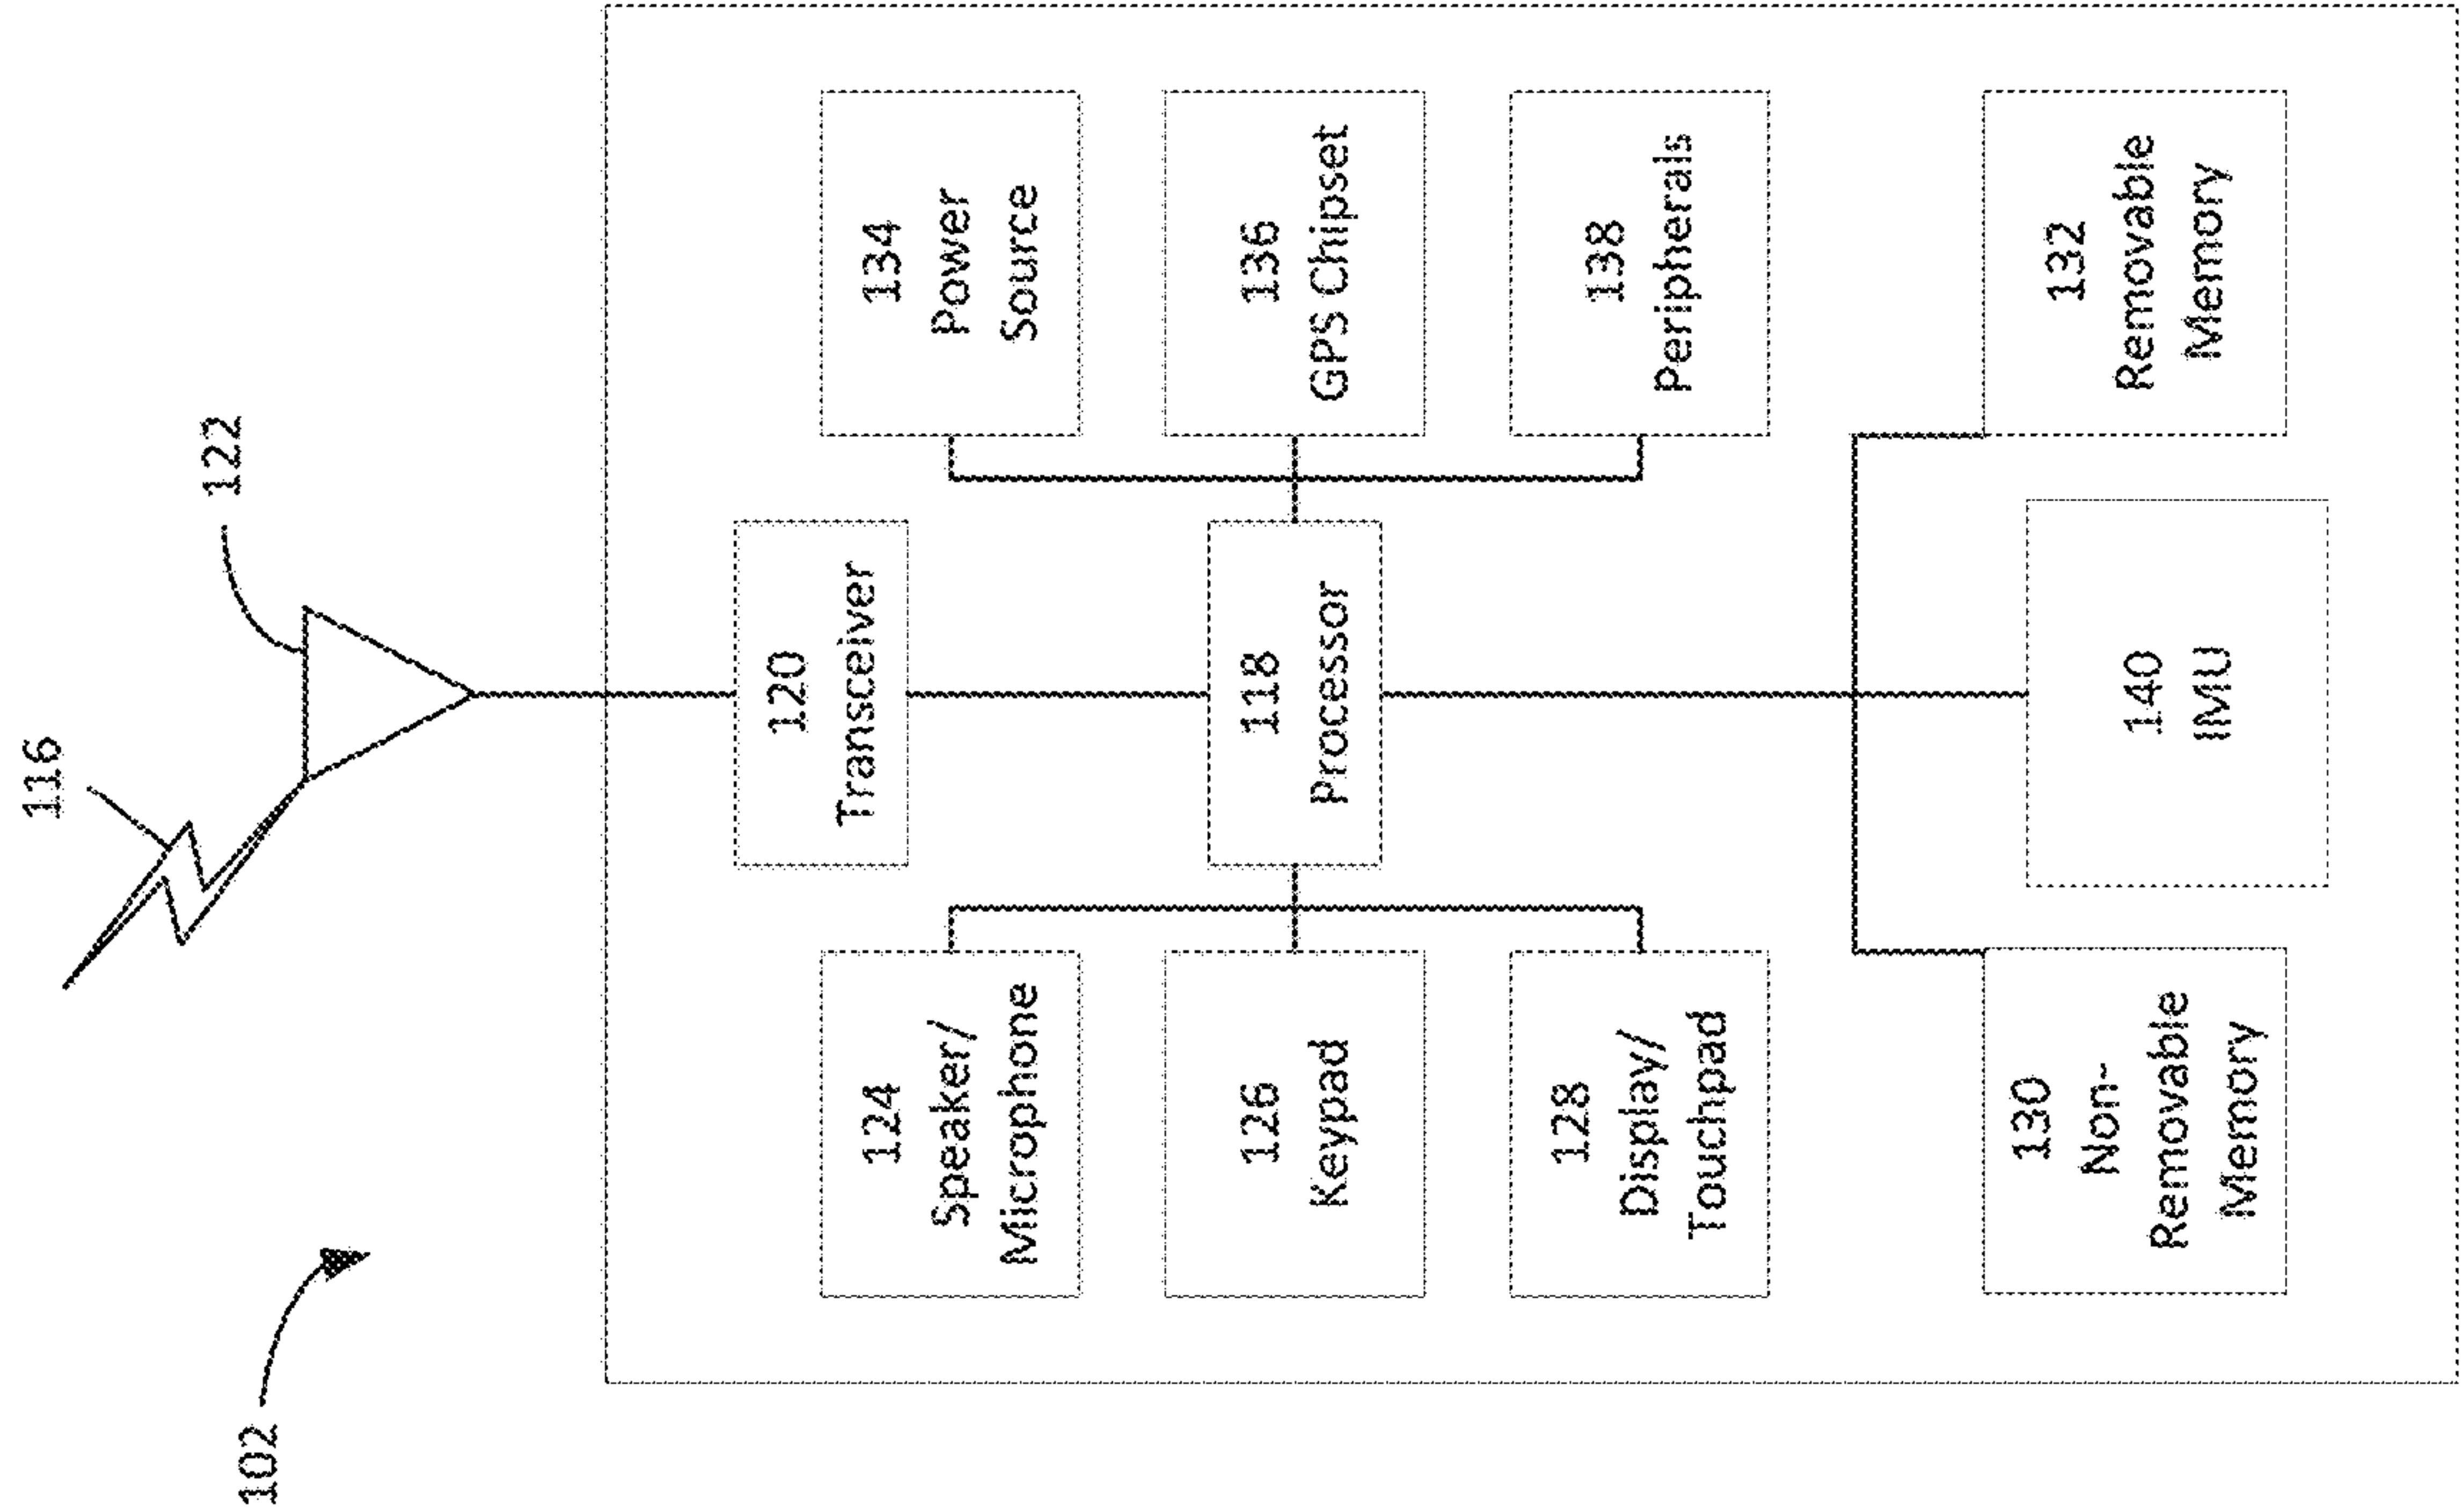 102
116
122
120
Transceiver
124
Speaker/
Microphone
134
Power
Source
126
Keypad
118
Processor
136
GPS Chipset
128
Display/
Touchpad
138
Peripherals
130
Non-
Removable
Memory
140
IMU
132
Removable
Memory